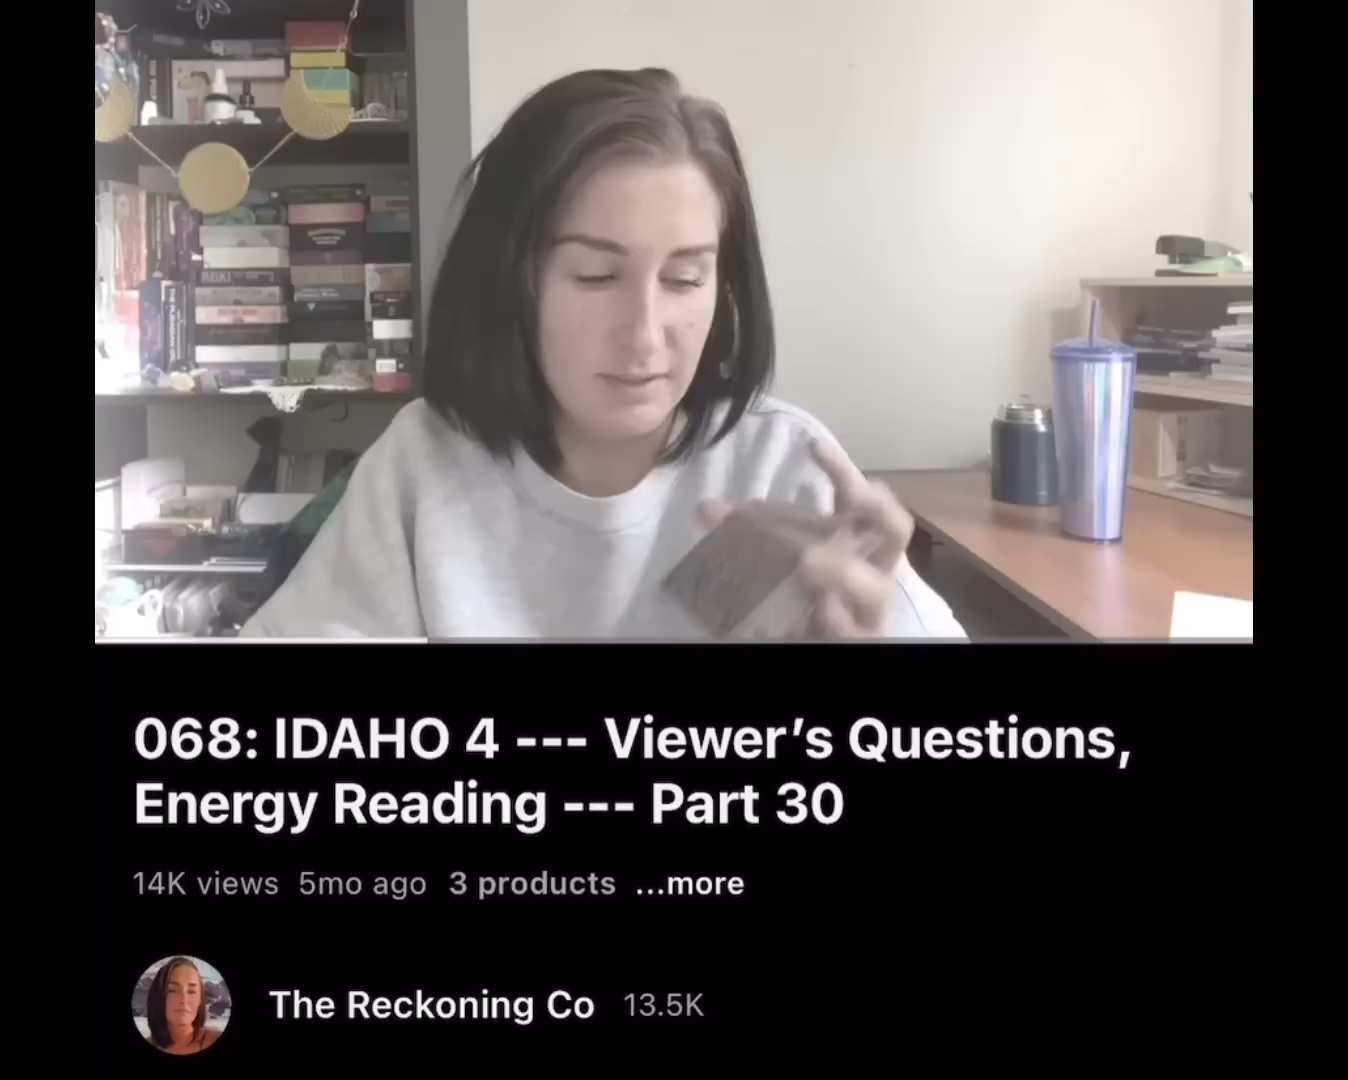 REIKI
068: IDAHO 4 --- Viewer’s Questions,
Energy Reading --- Part 30
14K views 5mo ago 3 products ...more
The Reckoning Co 13.5K